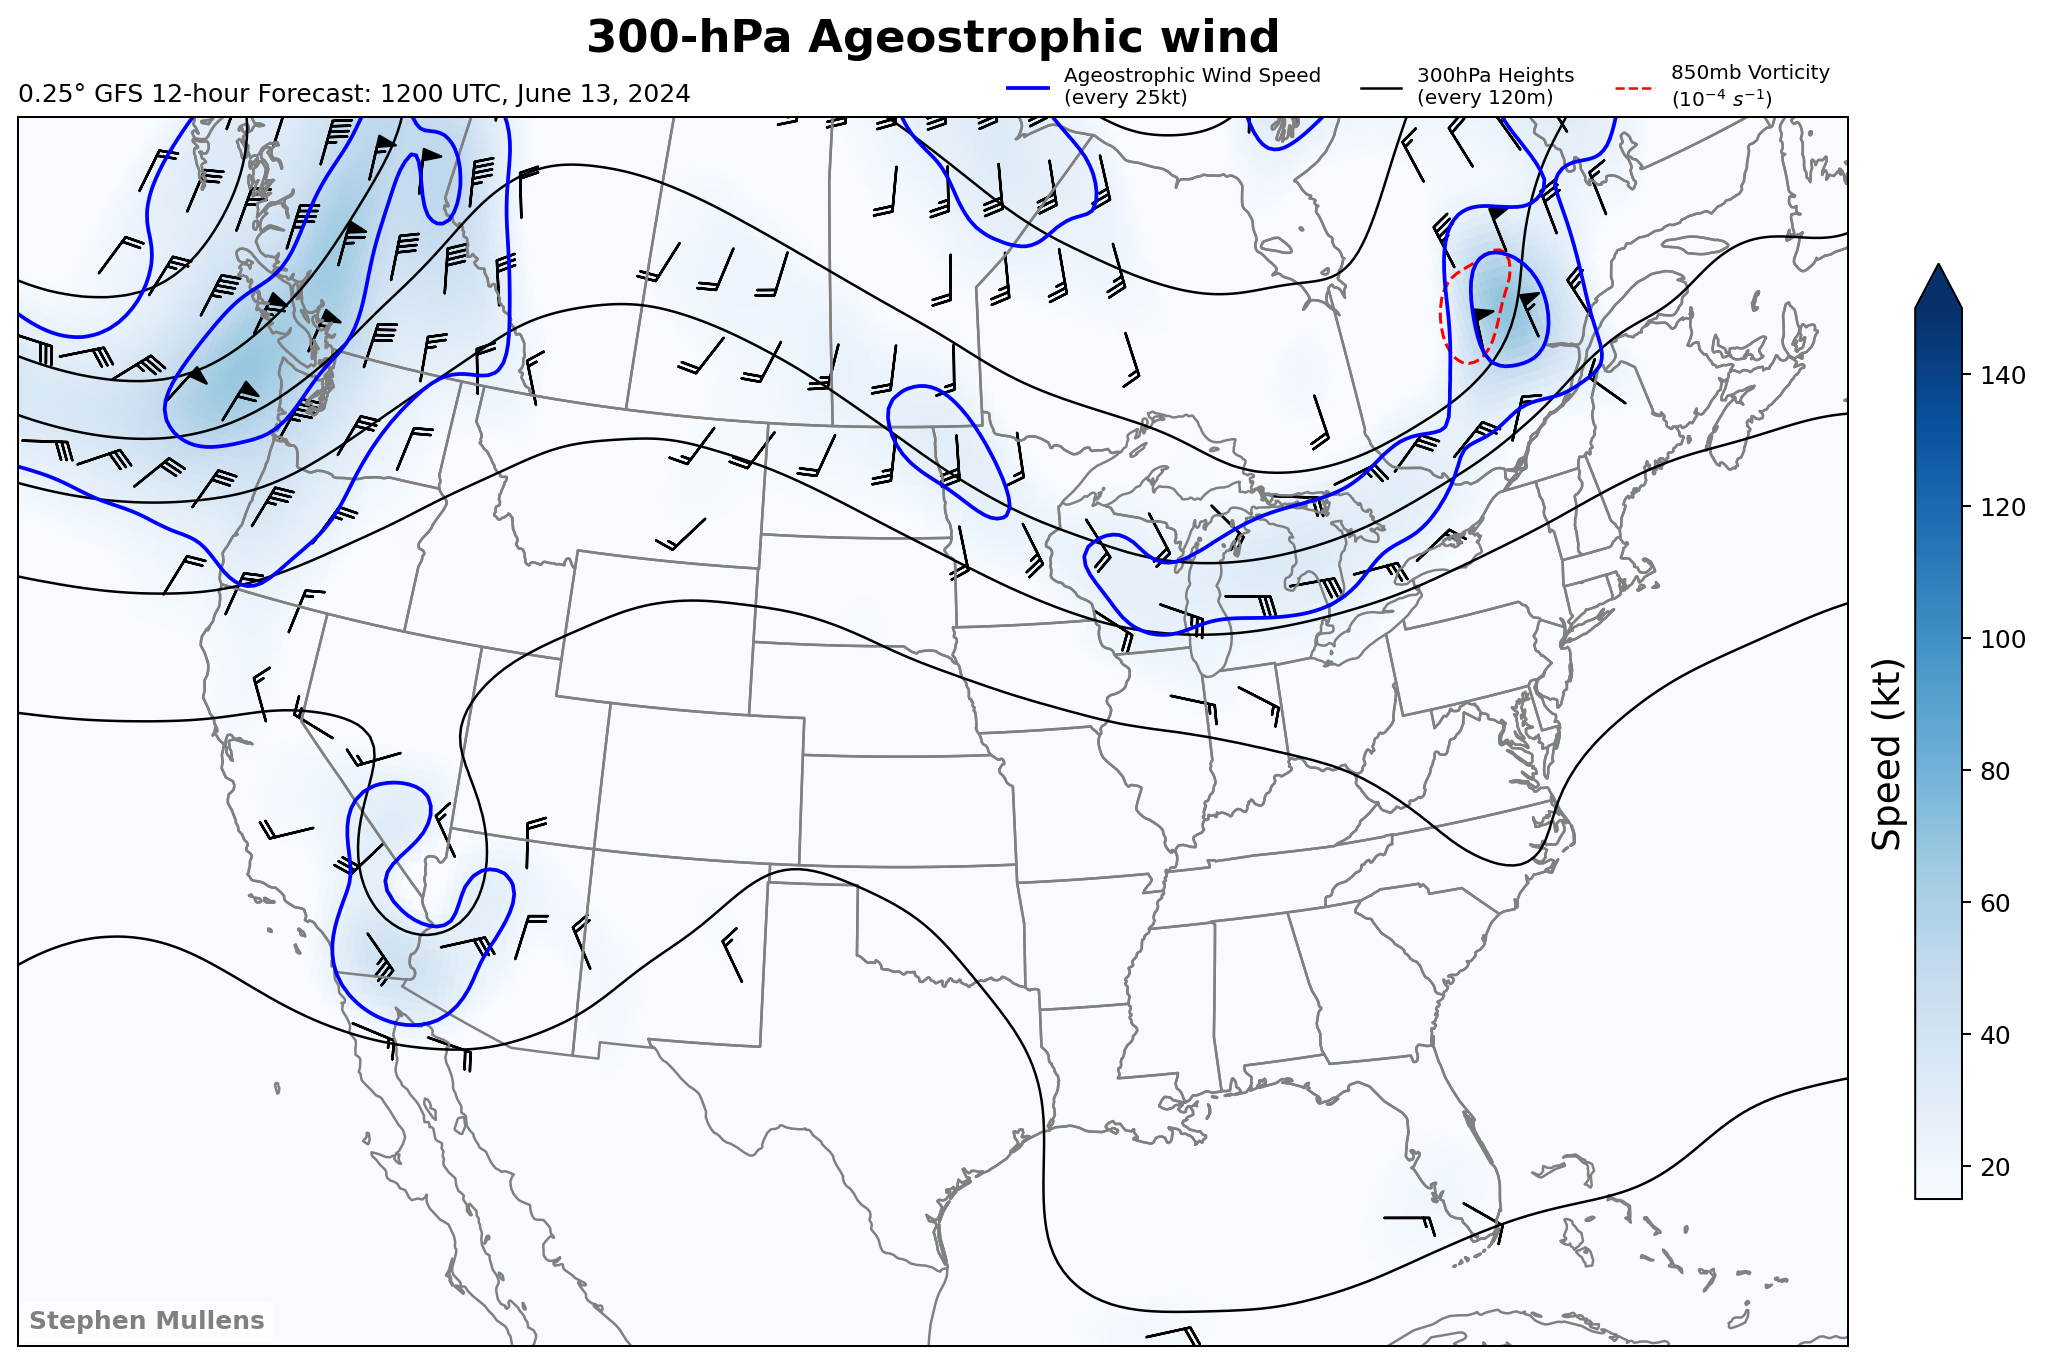 300-hPa Ageostrophic wind
0.25° GFS 12-hour Forecast: 1200 UTC, June 13, 2024
Ageostrophic Wind Speed
(every 25kt)
300hPa Heights
(every 120m)
850mb Vorticity
(10⁻⁴ s⁻¹)
140
120
100
80
60
40
20
Speed (kt)
Stephen Mullens